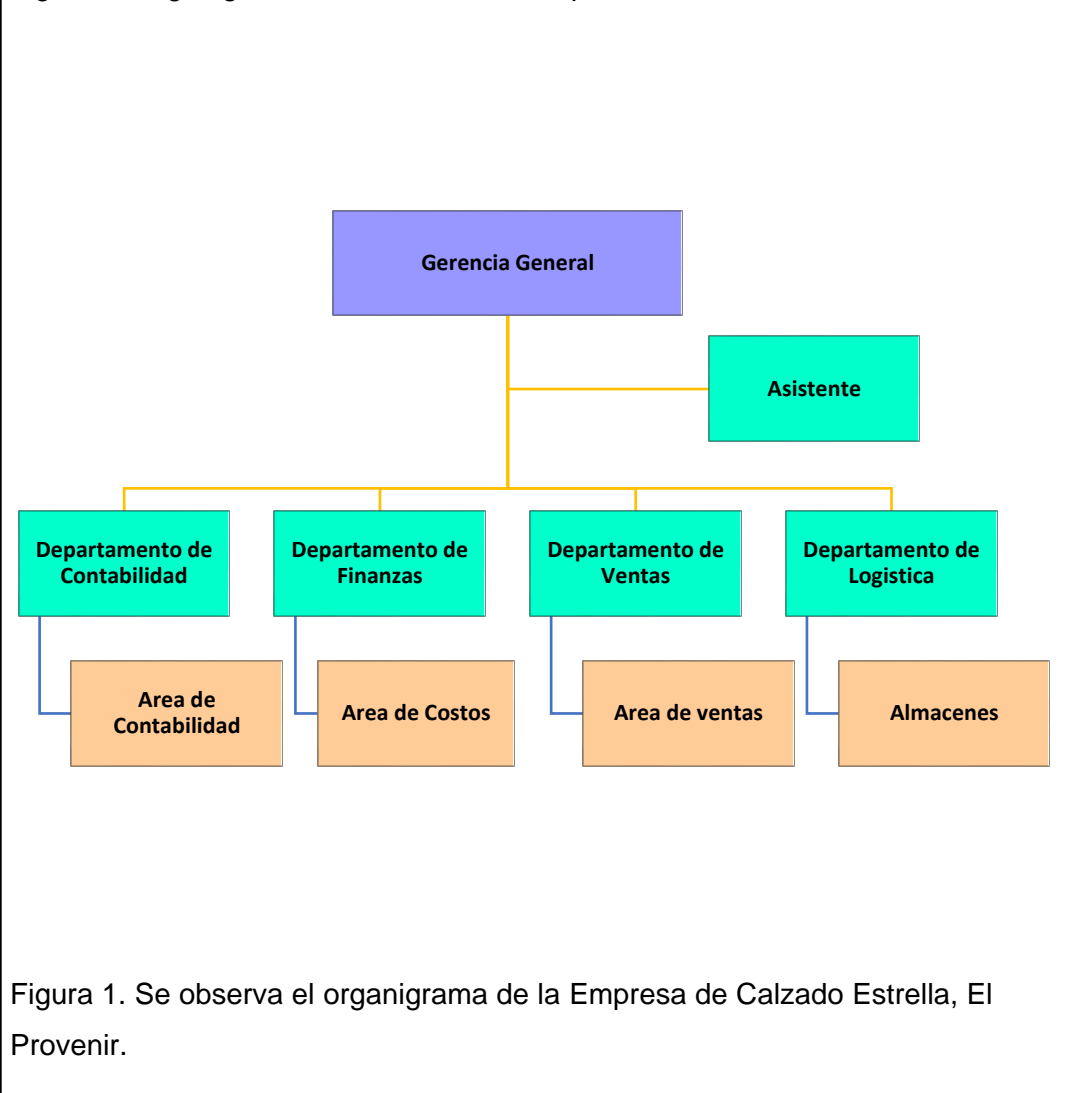 Gerencia General
Asistente
Departamento de
Contabilidad
Departamento de
Finanzas
Departamento de
Ventas
Departamento de
Logistica
Area de
Contabilidad
Area de Costos
Area de ventas
Almacenes
Figura 1. Se observa el organigrama de la Empresa de Calzado Estrella, El
Provenir.